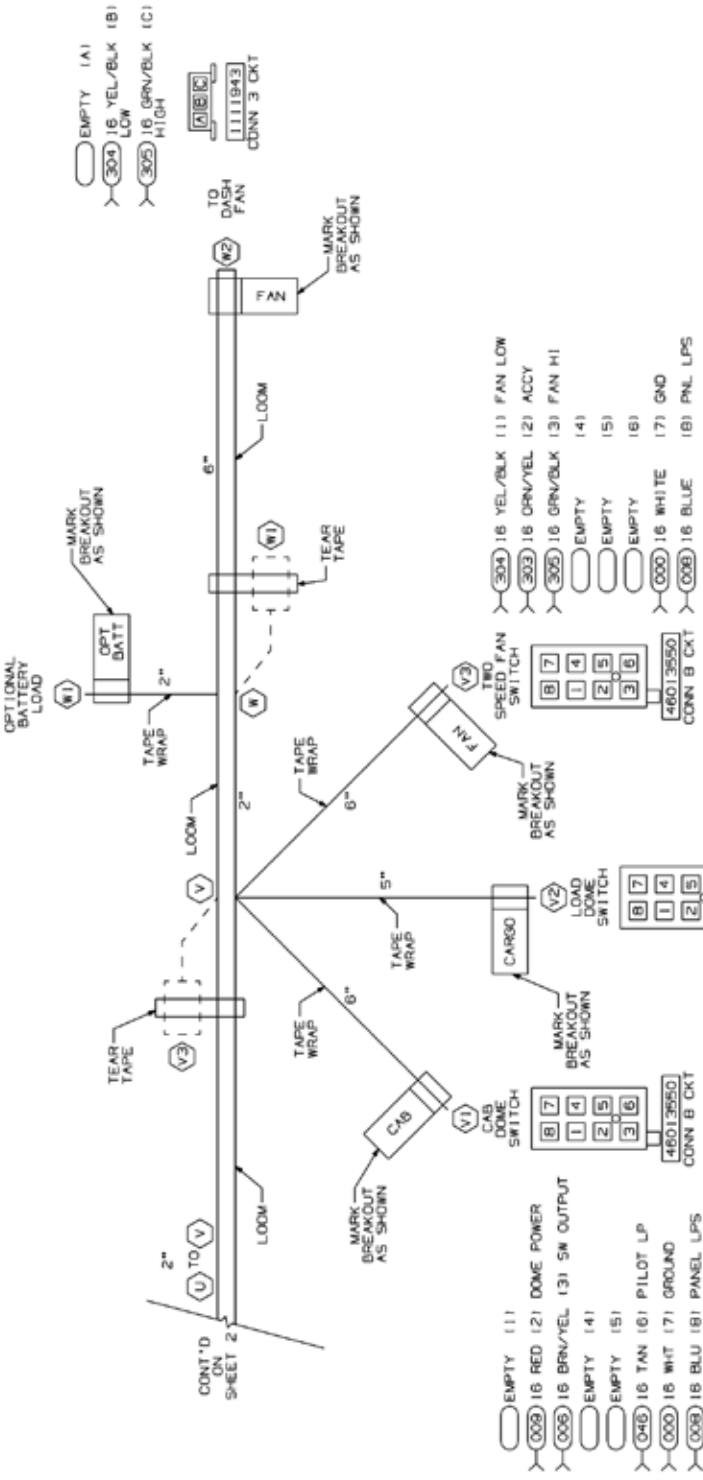 OPTIONAL
BATTERY
LOAD
W1
OPT
BATT
MARK
BREAKOUT
AS SHOWN
TAPE
WRAP
2"
EMPTY (A)
304 16 YEL/BLK (B)
LOW
305 16 GRN/BLK (C)
HIGH
A B C
1111943
CONN 3 CKT
TO
DASH
FAN
W2
FAN
MARK
BREAKOUT
AS SHOWN
6"
LOOM
W1
TEAR
TAPE
W
LOOM
2"
V
TEAR
TAPE
V3
2"
U TO V
LOOM
CONT'D
ON
SHEET 2
TAPE
WRAP
6"
CAB
MARK
BREAKOUT
AS SHOWN
V1
CAB
DOME
SWITCH
8 7
1 4
2 5
3 6
46013550
CONN 8 CKT
EMPTY (1)
009 16 RED (2) DOME POWER
006 16 BRN/YEL (3) SW OUTPUT
EMPTY (4)
EMPTY (5)
046 16 TAN (6) PILOT LP
000 16 WHT (7) GROUND
008 16 BLU (8) PANEL LPS
TAPE
WRAP
5"
CARGO
MARK
BREAKOUT
AS SHOWN
V2
LOAD
DOME
SWITCH
8 7
1 4
2 5
TAPE
WRAP
6"
FAN
MARK
BREAKOUT
AS SHOWN
V3
TWO
SPEED FAN
SWITCH
8 7
1 4
2 5
3 6
46013550
CONN 8 CKT
304 16 YEL/BLK (1) FAN LOW
303 16 ORN/YEL (2) ACCY
305 16 GRN/BLK (3) FAN HI
EMPTY (4)
EMPTY (5)
EMPTY (6)
000 16 WHITE (7) GND
008 16 BLUE (8) PNL LPS